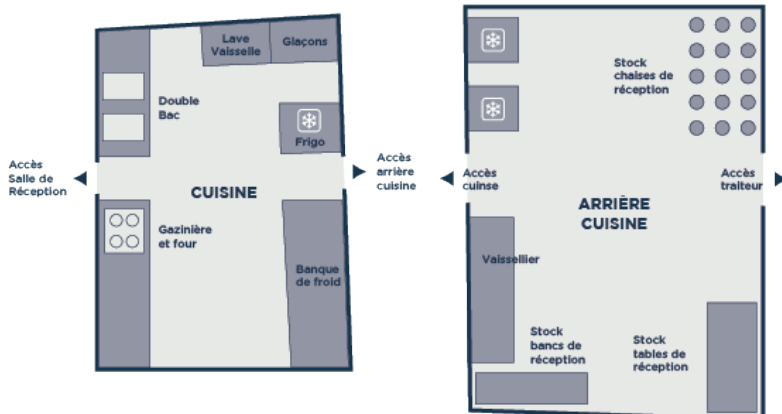 Lave
Vaisselle
Glaçons
Double
Bac
Frigo
Accès
Salle de
Réception
Accès
arrière
cuisine
CUISINE
Gazinière
et four
Banque
de froid
Stock
chaises de
réception
Accès
cuinse
Accès
traiteur
ARRIÈRE
CUISINE
Vaissellier
Stock
bancs de
réception
Stock
tables de
réception